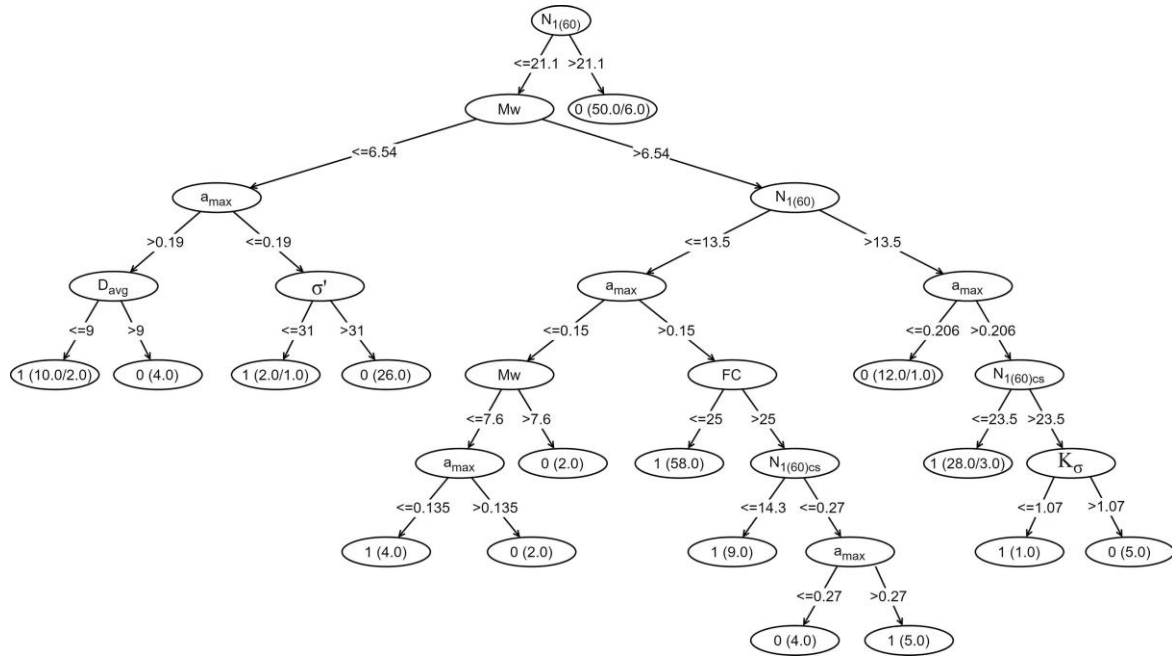 N1(60)
<=21.1 >21.1
Mw 0 (50.0/6.0)
<=6.54 >6.54
amax N1(60)
>0.19 <=0.19 <=13.5 >13.5
Davg σ' amax amax
<=9 >9 <=31 >31 <=0.15 >0.15 <=0.206 >0.206
1 (10.0/2.0) 0 (4.0) 1 (2.0/1.0) 0 (26.0) Mw FC 0 (12.0/1.0) N1(60)cs
<=7.6 >7.6 <=25 >25 <=23.5 >23.5
amax 0 (2.0) 1 (58.0) N1(60)cs 1 (28.0/3.0) Kσ
<=0.135 >0.135 <=14.3 <=0.27 <=1.07 >1.07
1 (4.0) 0 (2.0) 1 (9.0) amax 1 (1.0) 0 (5.0)
<=0.27 >0.27
0 (4.0) 1 (5.0)